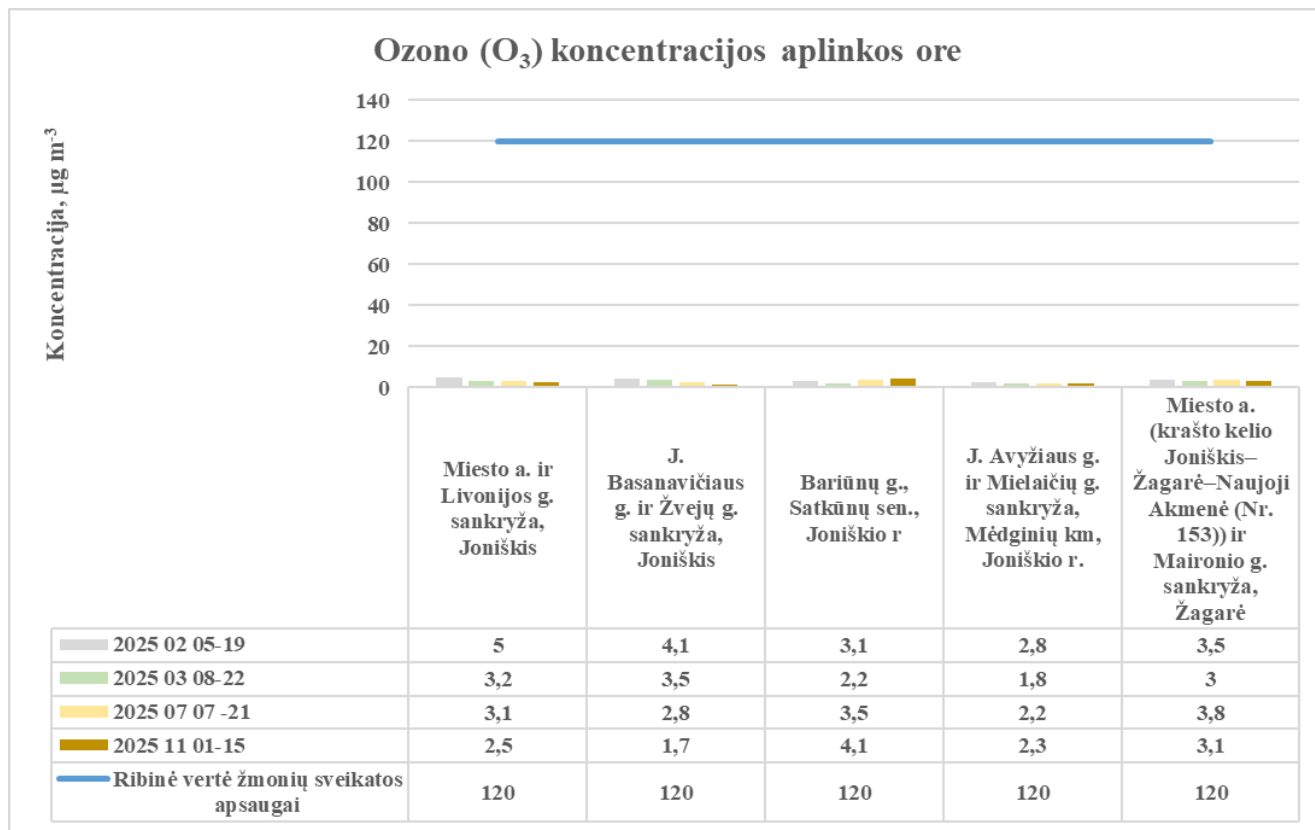 Ozono (O₃) koncentracijos aplinkos ore
Koncentracija, µg m⁻³
140
120
100
80
60
40
20
0
Miesto a. ir
Livonijos g.
sankryža,
Joniškis
J.
Basanavičiaus
g. ir Žvejų g.
sankryža,
Joniškis
Bariūnų g.,
Satkūnų sen.,
Joniškio r
J. Avyžiaus g.
ir Mielaičių g.
sankryža,
Mėdginių km,
Joniškio r.
Miesto a.
(krašto kelio
Joniškis–
Žagarė–Naujoji
Akmenė (Nr.
153)) ir
Maironio g.
sankryža,
Žagarė
2025 02 05-19 5 4,1 3,1 2,8 3,5
2025 03 08-22 3,2 3,5 2,2 1,8 3
2025 07 07 -21 3,1 2,8 3,5 2,2 3,8
2025 11 01-15 2,5 1,7 4,1 2,3 3,1
Ribinė vertė žmonių sveikatos
apsaugai 120 120 120 120 120